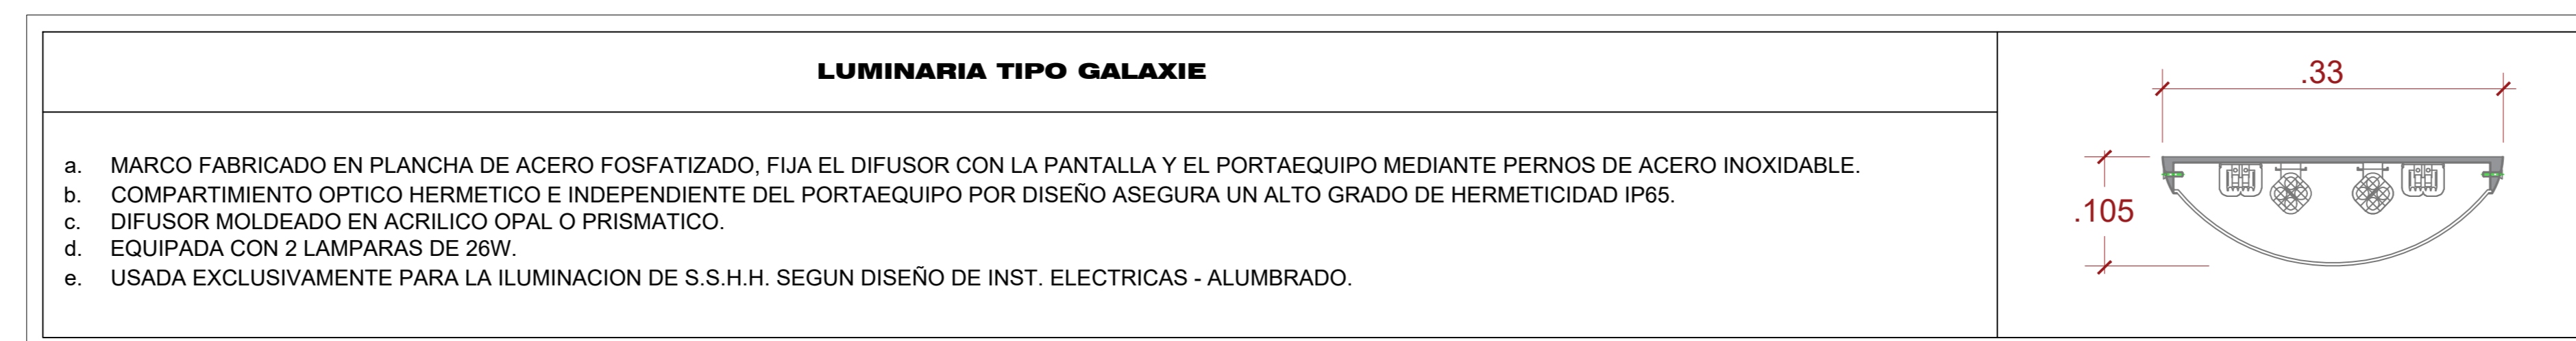 LUMINARIA TIPO GALAXIE
a. MARCO FABRICADO EN PLANCHA DE ACERO FOSFATIZADO, FIJA EL DIFUSOR CON LA PANTALLA Y EL PORTAEQUIPO MEDIANTE PERNOS DE ACERO INOXIDABLE.
b. COMPARTIMIENTO OPTICO HERMETICO E INDEPENDIENTE DEL PORTAEQUIPO POR DISEÑO ASEGURA UN ALTO GRADO DE HERMETICIDAD IP65.
c. DIFUSOR MOLDEADO EN ACRILICO OPAL O PRISMATICO.
d. EQUIPADA CON 2 LAMPARAS DE 26W.
e. USADA EXCLUSIVAMENTE PARA LA ILUMINACION DE S.S.H.H. SEGUN DISEÑO DE INST. ELECTRICAS - ALUMBRADO.
.33
.105